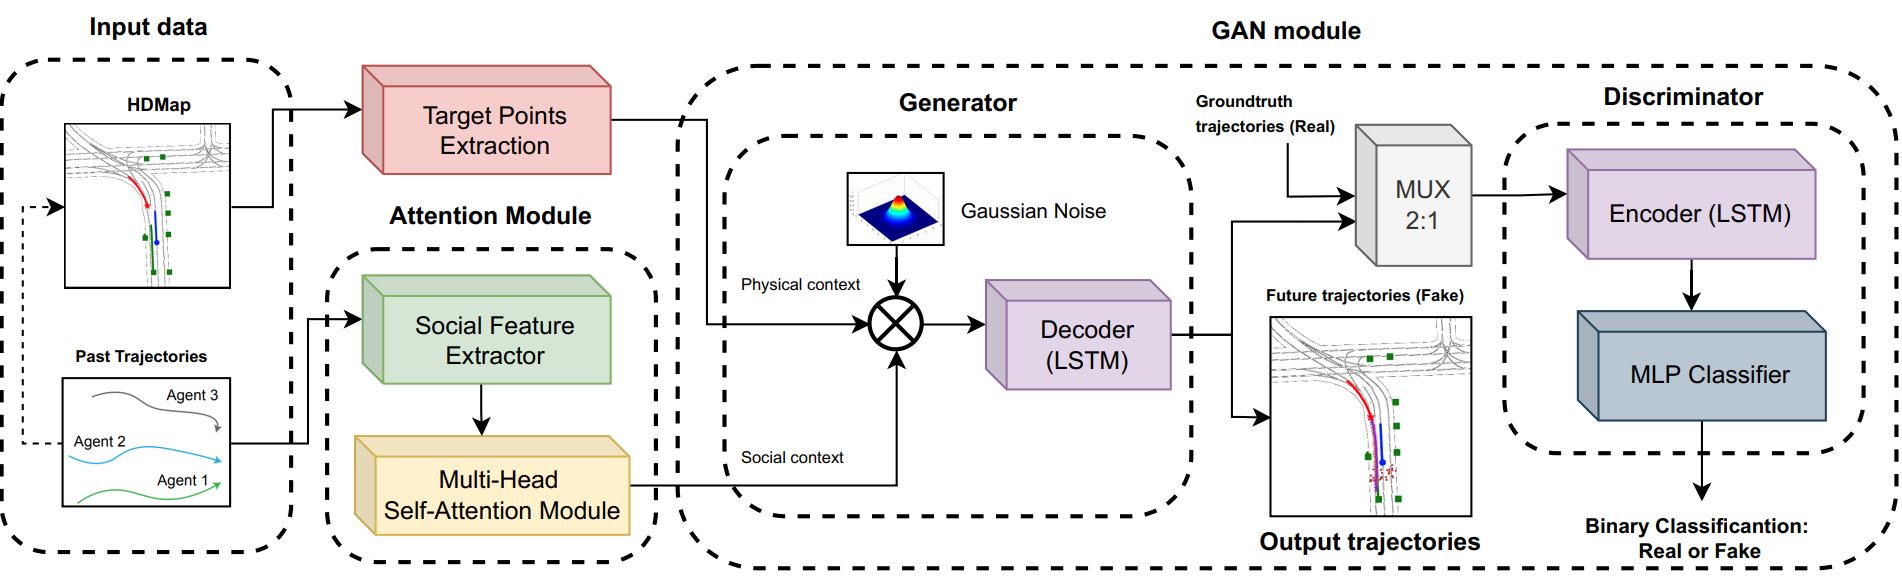 Input data
HDMap
Past Trajectories
Agent 3
Agent 2
Agent 1
Target Points
Extraction
Attention Module
Social Feature
Extractor
Multi-Head
Self-Attention Module
GAN module
Generator
Gaussian Noise
Physical context
Social context
Decoder
(LSTM)
Groundtruth
trajectories (Real)
MUX
2:1
Future trajectories (Fake)
Output trajectories
Discriminator
Encoder (LSTM)
MLP Classifier
Binary Classificantion:
Real or Fake